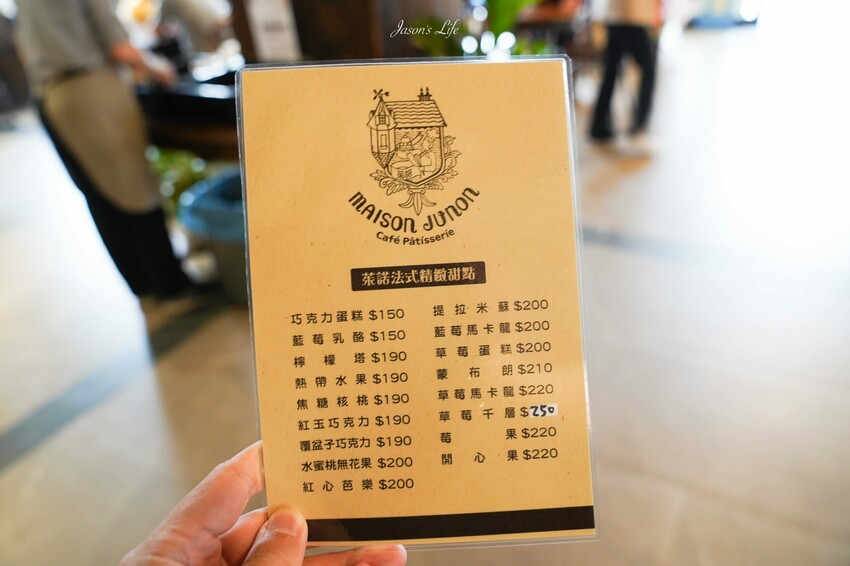 Jason's Life
MAISON JUNON
Café Pâtisserie
茱諾法式精緻甜點
巧克力蛋糕 $150
藍莓乳酪 $150
檸檬塔 $190
熱帶水果 $190
焦糖核桃 $190
紅玉巧克力 $190
覆盆子巧克力 $190
水蜜桃無花果 $200
紅心芭樂 $200
提拉米蘇 $200
藍莓馬卡龍 $200
草莓蛋糕 $200
蒙布朗 $210
草莓馬卡龍 $220
草莓千層 $250
莓果 $220
開心果 $220